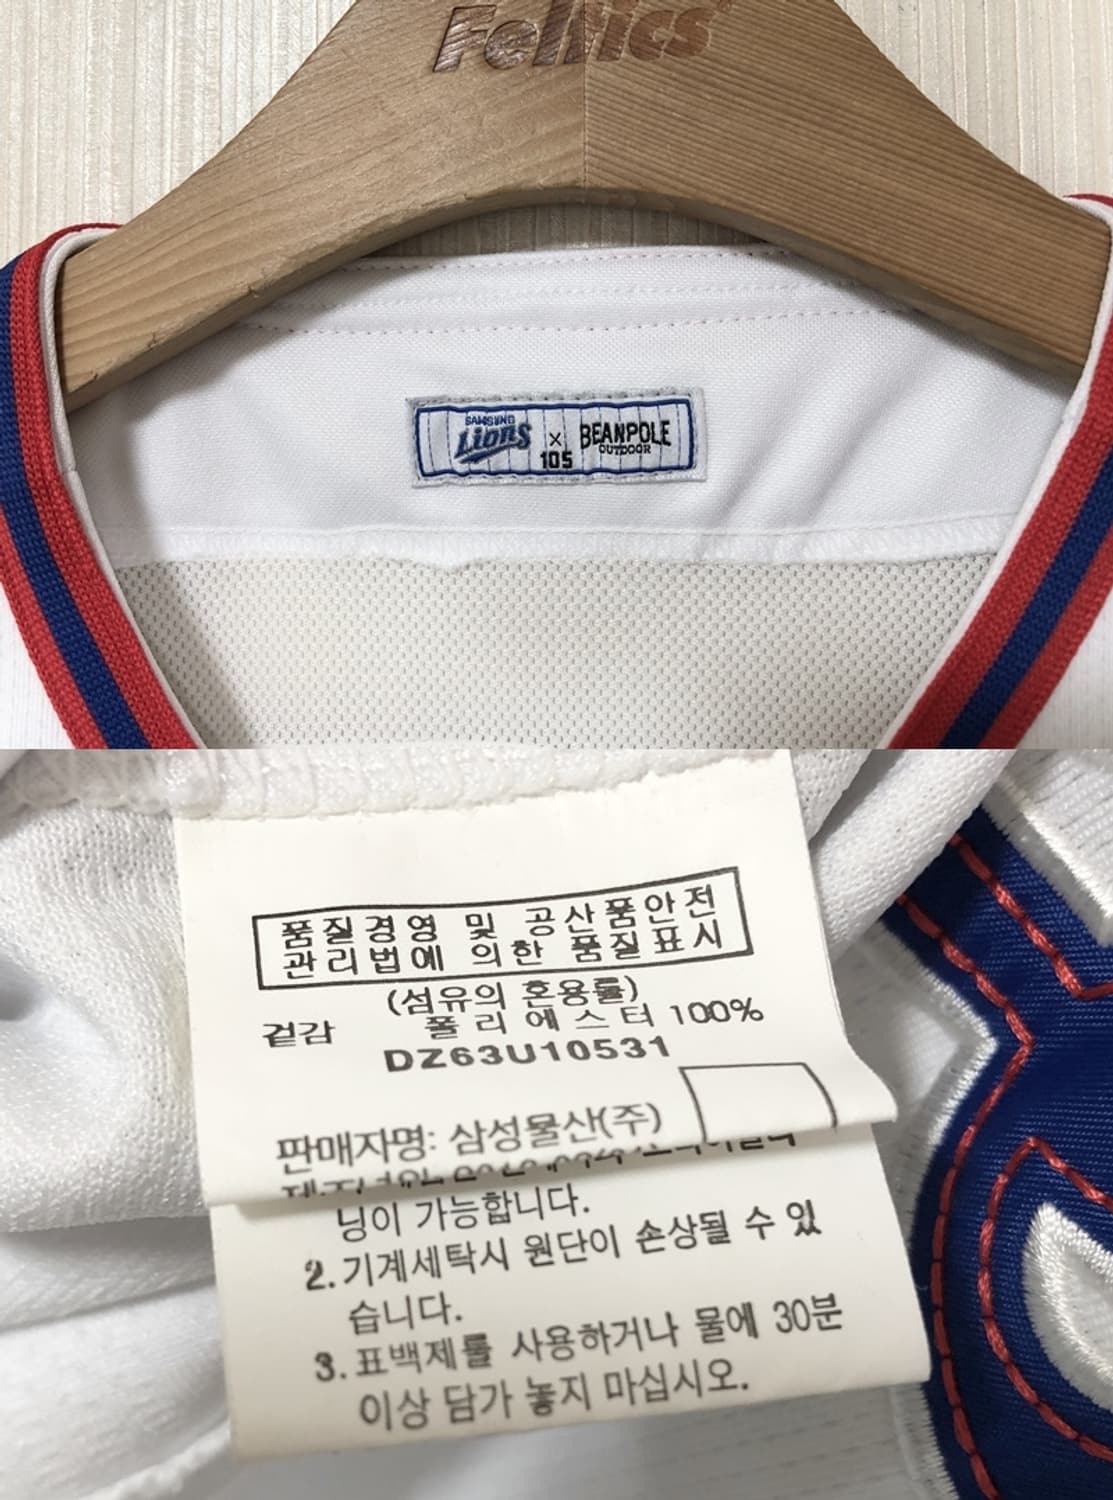 Feltics
SAMSUNG
Lions × BEANPOLE
OUTDOOR
105
품질경영 및 공산품안전
관리법에 의한 품질표시
(섬유의 혼용률)
겉감 폴리에스터 100%
DZ63U10531
판매자명: 삼성물산(주)
닝이 가능합니다.
2. 기계세탁시 원단이 손상될 수 있
습니다.
3. 표백제를 사용하거나 물에 30분
이상 담가 놓지 마십시오.